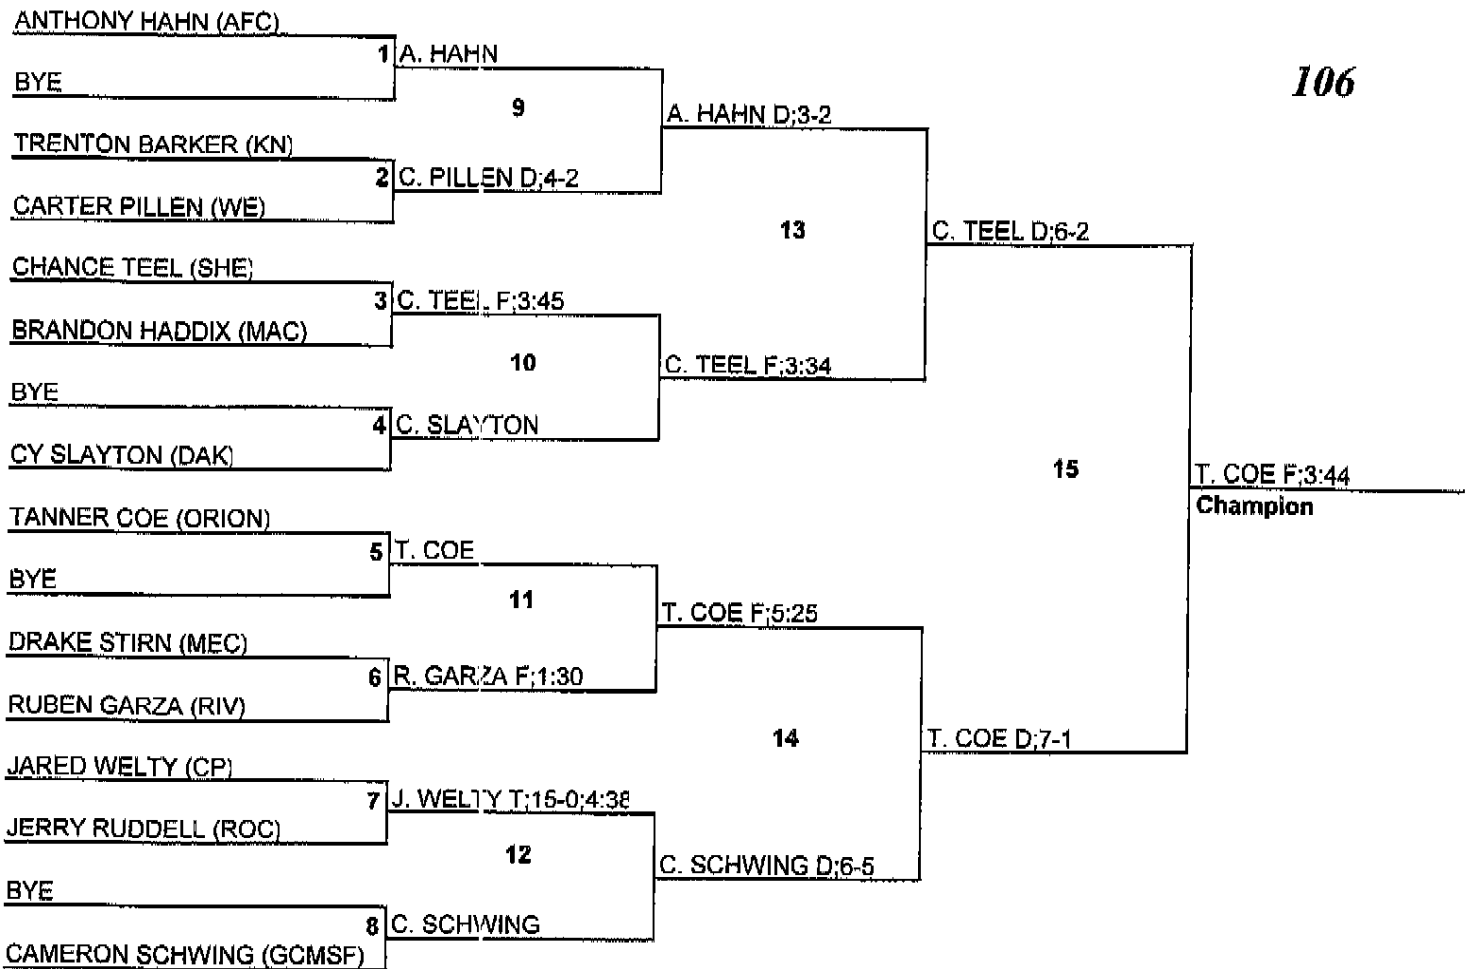 106
ANTHONY HAHN (AFC)
1 A. HAHN
BYE
9
A. HAHN D;3-2
TRENTON BARKER (KN)
2 C. PILLEN D;4-2
CARTER PILLEN (WE)
13
C. TEEL D;6-2
CHANCE TEEL (SHE)
3 C. TEEL F;3:45
BRANDON HADDIX (MAC)
10
C. TEEL F;3:34
BYE
4 C. SLAYTON
CY SLAYTON (DAK)
15
T. COE F;3:44
Champion
TANNER COE (ORION)
5 T. COE
BYE
11
T. COE F;5:25
DRAKE STIRN (MEC)
6 R. GARZA F;1:30
RUBEN GARZA (RIV)
14
T. COE D;7-1
JARED WELTY (CP)
7 J. WELTY T;15-0;4:38
JERRY RUDDELL (ROC)
12
C. SCHWING D;6-5
BYE
8 C. SCHWING
CAMERON SCHWING (GCMSF)